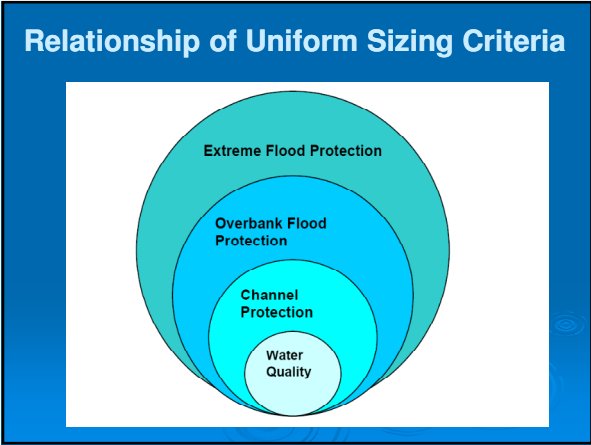 Relationship of Uniform Sizing Criteria
Extreme Flood Protection
Overbank Flood
Protection
Channel
Protection
Water
Quality